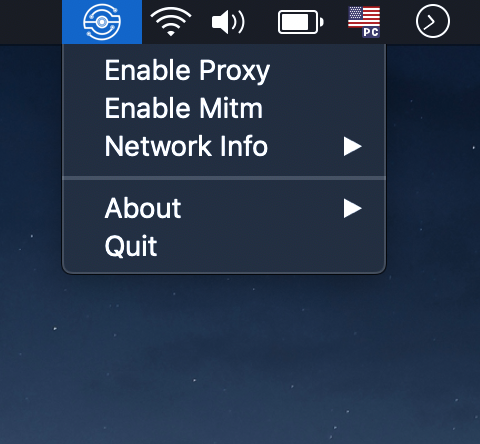 PC
Enable Proxy
Enable Mitm
Network Info
About
Quit